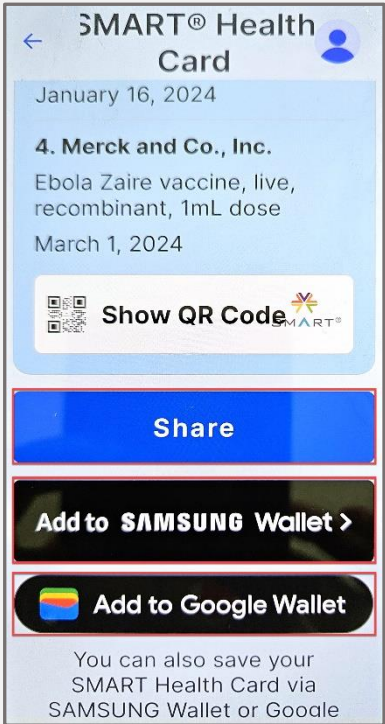 SMART® Health
Card
January 16, 2024
4. Merck and Co., Inc.
Ebola Zaire vaccine, live,
recombinant, 1mL dose
March 1, 2024
Show QR Code
SMART®
Share
Add to SAMSUNG Wallet >
Add to Google Wallet
You can also save your
SMART Health Card via
SAMSUNG Wallet or Google